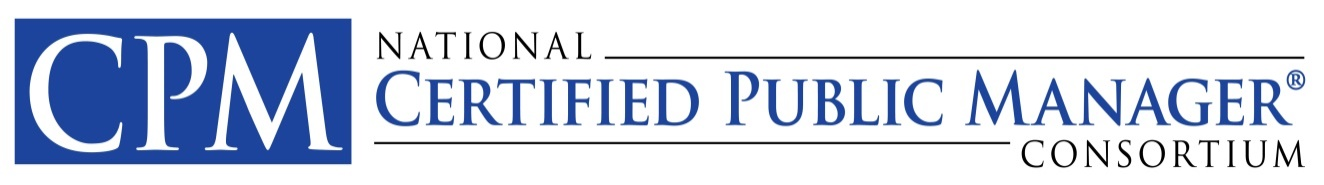 CPM
NATIONAL
CERTIFIED PUBLIC MANAGER®
CONSORTIUM